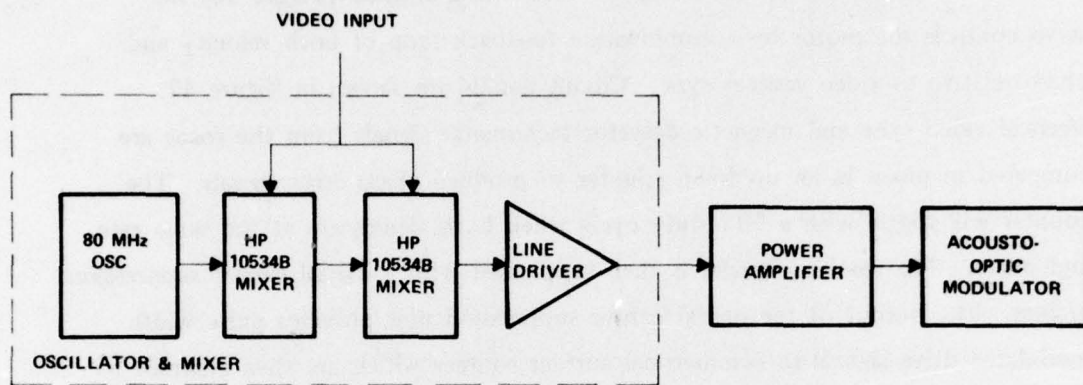 VIDEO INPUT
80 MHz
OSC
HP
10534B
MIXER
HP
10534B
MIXER
LINE
DRIVER
POWER
AMPLIFIER
ACOUSTO-
OPTIC
MODULATOR
OSCILLATOR & MIXER